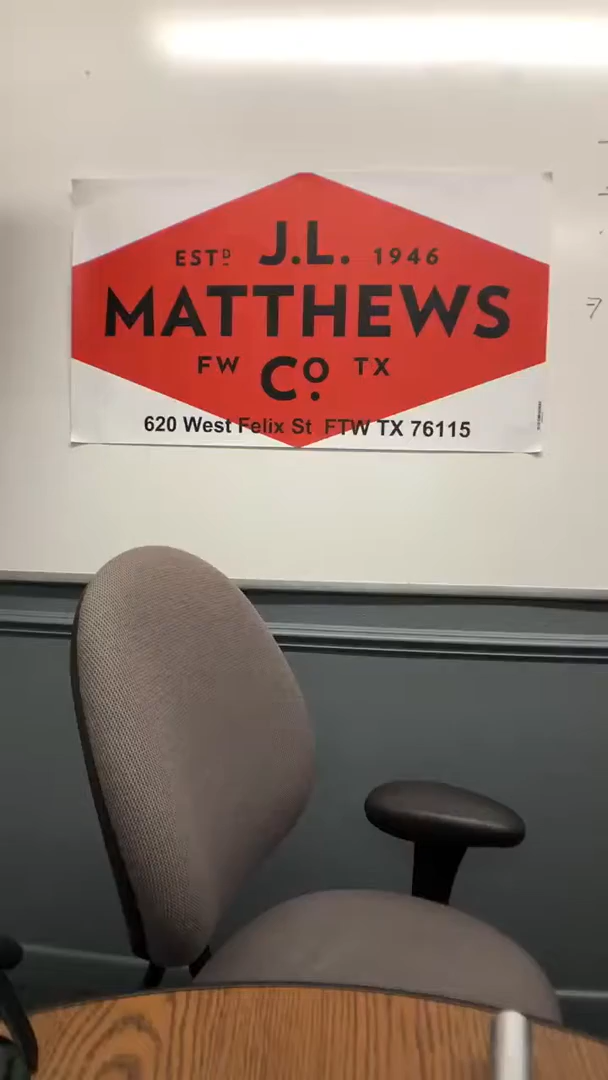 ESTD J.L. 1946
MATTHEWS
FW Co. TX
620 West Felix St FTW TX 76115
7